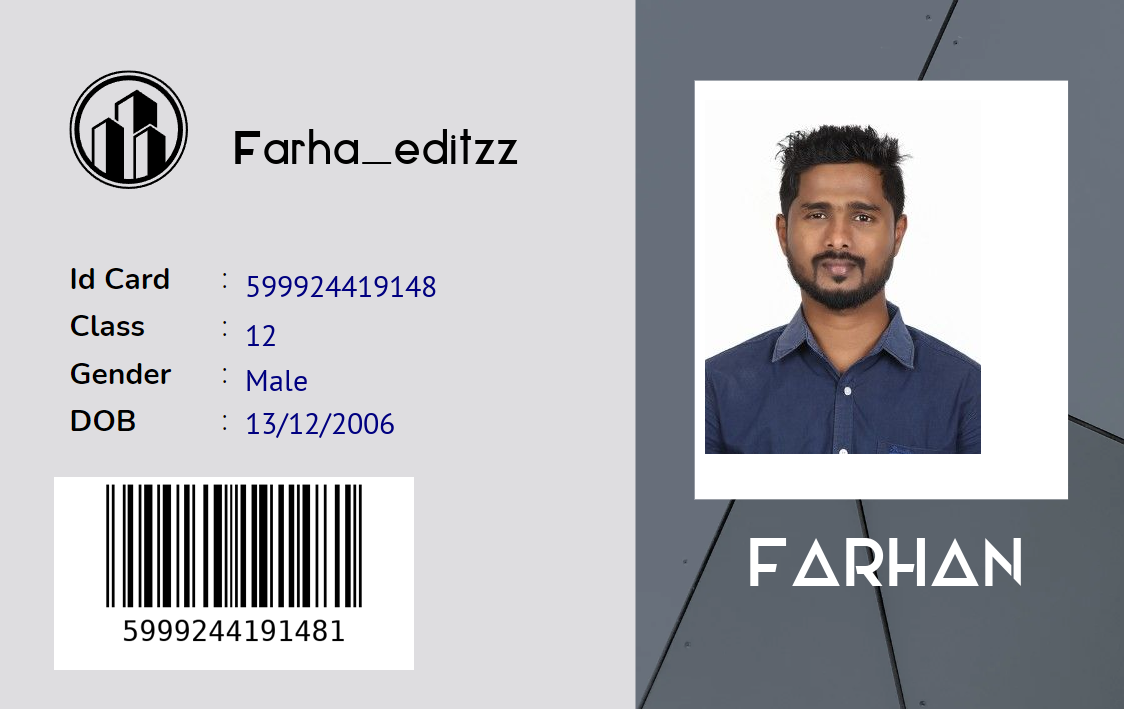 Farha_editzz
Id Card : 599924419148
Class : 12
Gender : Male
DOB : 13/12/2006
5999244191481
FARHAN